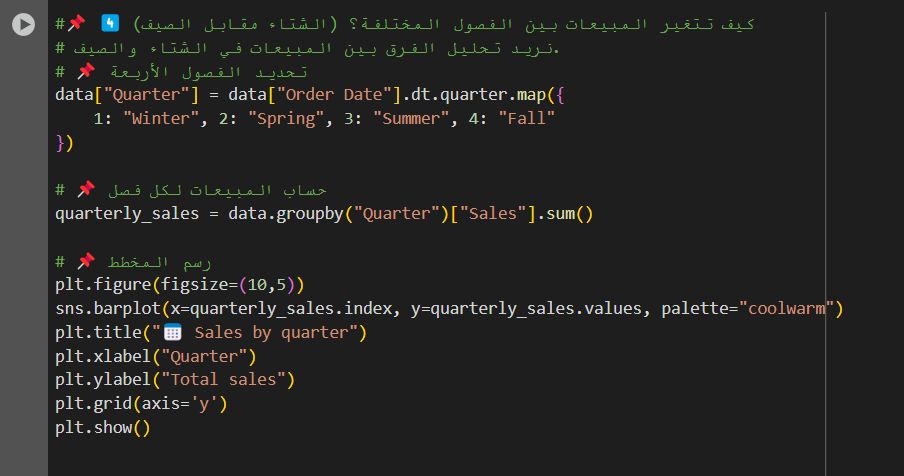 #📌 4️⃣ كيف تتغير المبيعات بين الفصول المختلفة؟ (الشتاء مقابل الصيف)
# نريد تحليل الفرق بين المبيعات في الشتاء والصيف.
# 📌 تحديد الفصول الأربعة
data["Quarter"] = data["Order Date"].dt.quarter.map({
    1: "Winter", 2: "Spring", 3: "Summer", 4: "Fall"
})

# 📌 حساب المبيعات لكل فصل
quarterly_sales = data.groupby("Quarter")["Sales"].sum()

# 📌 رسم المخطط
plt.figure(figsize=(10,5))
sns.barplot(x=quarterly_sales.index, y=quarterly_sales.values, palette="coolwarm")
plt.title("🗓️ Sales by quarter")
plt.xlabel("Quarter")
plt.ylabel("Total sales")
plt.grid(axis='y')
plt.show()